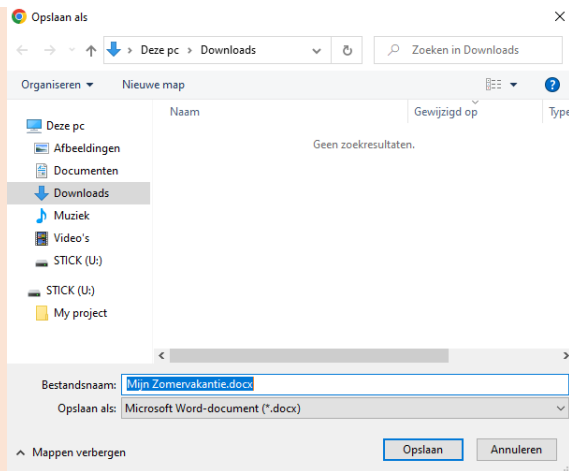 Opslaan als
Deze pc › Downloads
Zoeken in Downloads
Organiseren
Nieuwe map
Naam
Gewijzigd op
Type
Geen zoekresultaten.
Deze pc
Afbeeldingen
Documenten
Downloads
Muziek
Video's
STICK (U:)
STICK (U:)
My project
Bestandsnaam: Mijn Zomervakantie.docx
Opslaan als: Microsoft Word-document (*.docx)
Mappen verbergen
Opslaan
Annuleren